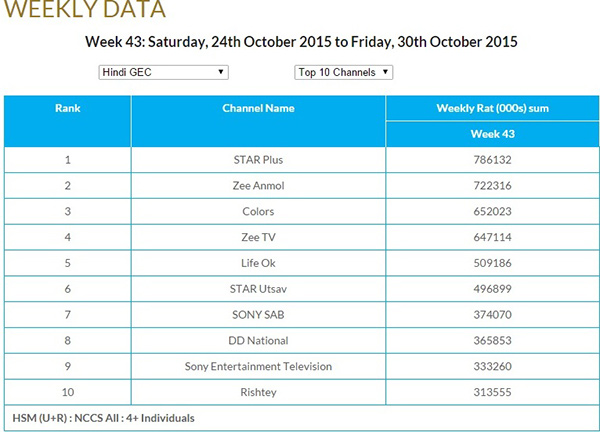 WEEKLY DATA
Week 43: Saturday, 24th October 2015 to Friday, 30th October 2015
Hindi GEC Top 10 Channels
Rank Channel Name Weekly Rat (000s) sum
Week 43
1 STAR Plus 786132
2 Zee Anmol 722316
3 Colors 652023
4 Zee TV 647114
5 Life Ok 509186
6 STAR Utsav 496899
7 SONY SAB 374070
8 DD National 365853
9 Sony Entertainment Television 333260
10 Rishtey 313555
HSM (U+R) : NCCS All : 4+ Individuals